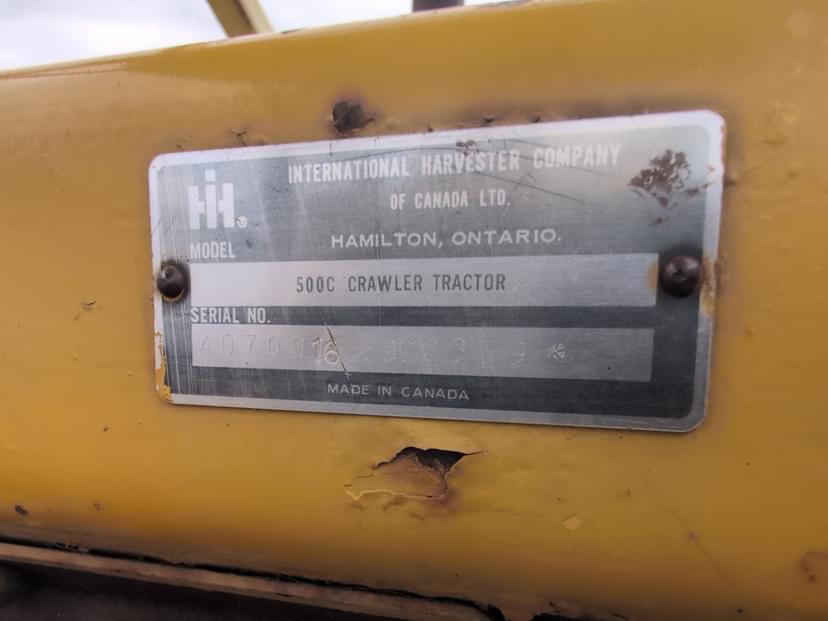 INTERNATIONAL HARVESTER COMPANY
OF CANADA LTD.
IH®
HAMILTON, ONTARIO.
MODEL
500C CRAWLER TRACTOR
SERIAL NO.
MADE IN CANADA